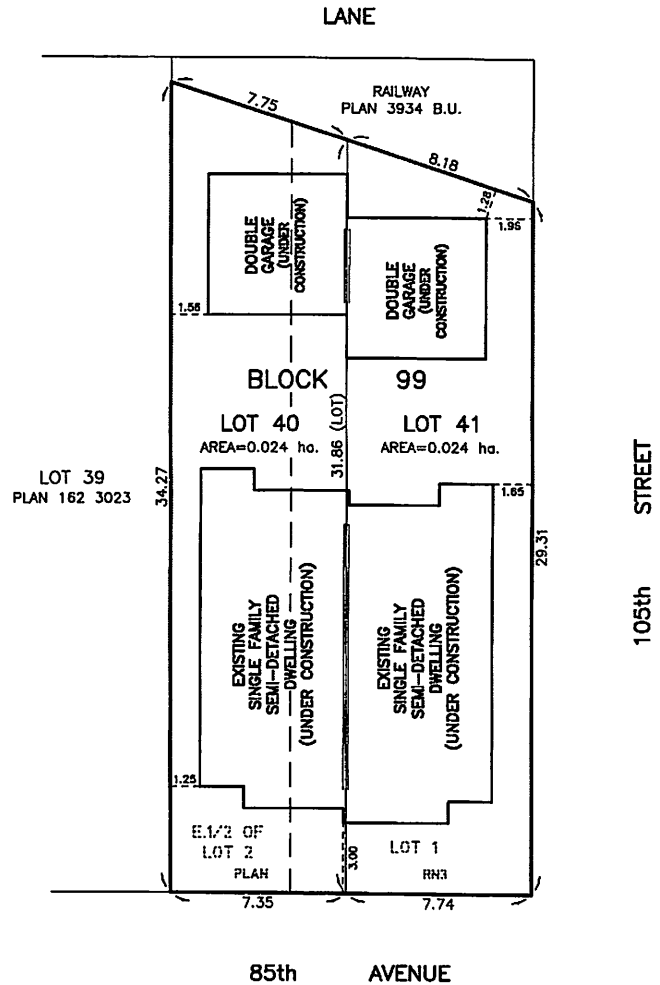 LANE
RAILWAY
PLAN 3934 B.U.
7.75
8.18
1.28
1.96
DOUBLE
GARAGE
(UNDER
CONSTRUCTION)
DOUBLE
GARAGE
(UNDER
CONSTRUCTION)
1.56
BLOCK 99
LOT 40
AREA=0.024 ha.
31.86 (LOT)
LOT 41
AREA=0.024 ha.
LOT 39
PLAN 162 3023
34.27
1.65
29.31
105th STREET
EXISTING
SINGLE FAMILY
SEMI-DETACHED
DWELLING
(UNDER CONSTRUCTION)
EXISTING
SINGLE FAMILY
SEMI-DETACHED
DWELLING
(UNDER CONSTRUCTION)
1.25
E.1/2 OF
LOT 2
PLAN
3.00
LOT 1
RN3
7.35
7.74
85th AVENUE